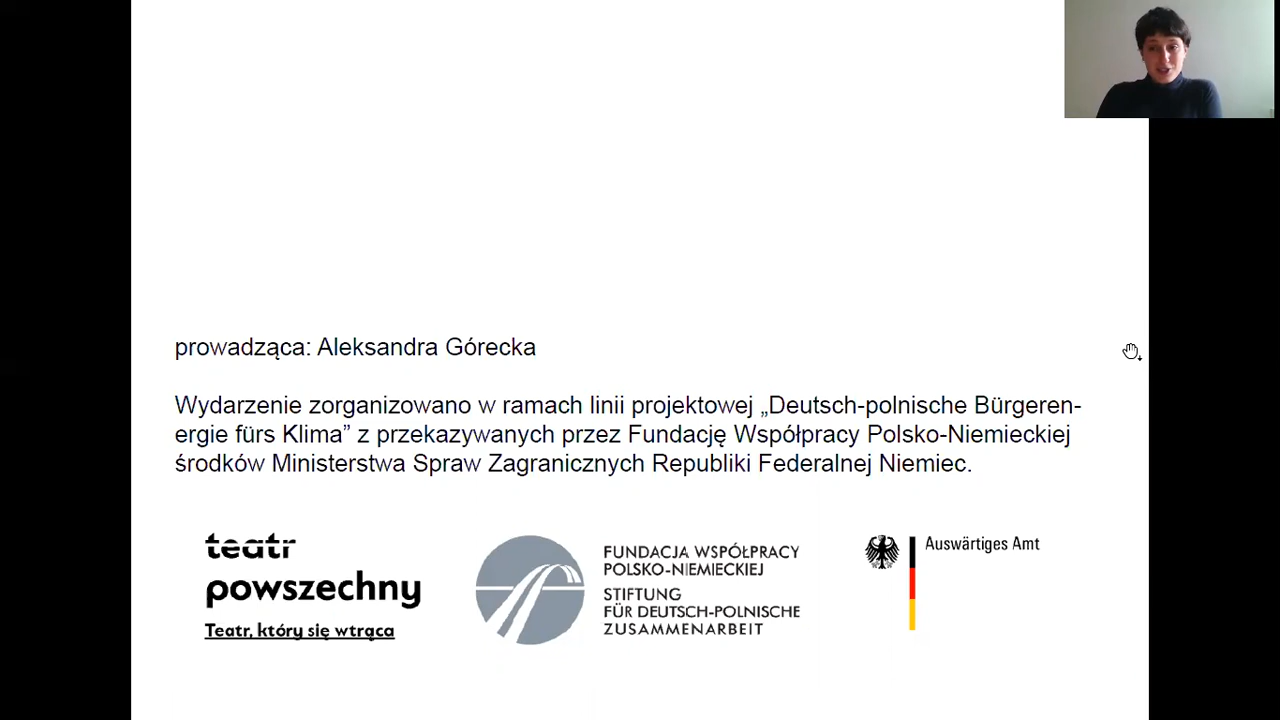 prowadząca: Aleksandra Górecka
Wydarzenie zorganizowano w ramach linii projektowej „Deutsch-polnische Bürgeren-
ergie fürs Klima” z przekazywanych przez Fundację Współpracy Polsko-Niemieckiej
środków Ministerstwa Spraw Zagranicznych Republiki Federalnej Niemiec.
teatr
powszechny
Teatr, który się wtrąca
FUNDACJA WSPÓŁPRACY
POLSKO-NIEMIECKIEJ
STIFTUNG
FÜR DEUTSCH-POLNISCHE
ZUSAMMENARBEIT
Auswärtiges Amt